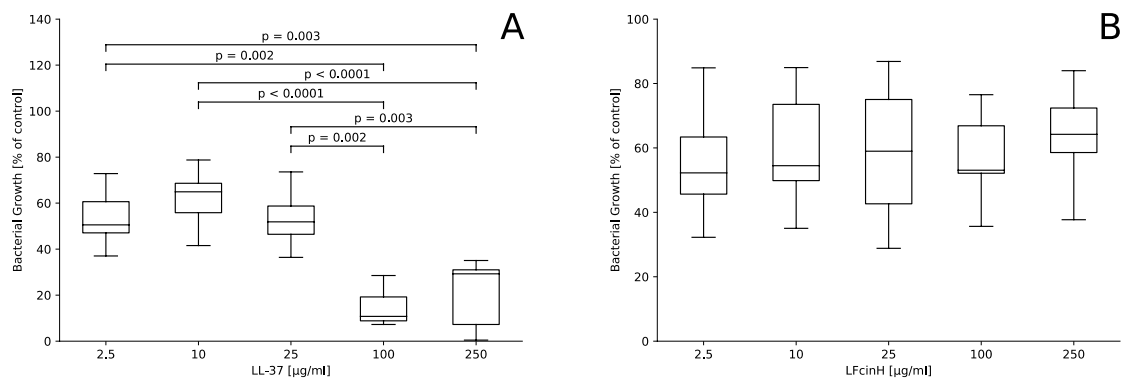 A
Bacterial Growth [% of control]
140
120
100
80
60
40
20
0
p = 0.003
p = 0.002
p < 0.0001
p < 0.0001
p = 0.003
p = 0.002
2.5 10 25 100 250
LL-37 [µg/ml]
B
Bacterial Growth [% of control]
100
80
60
40
20
0
2.5 10 25 100 250
LFcinH [µg/ml]